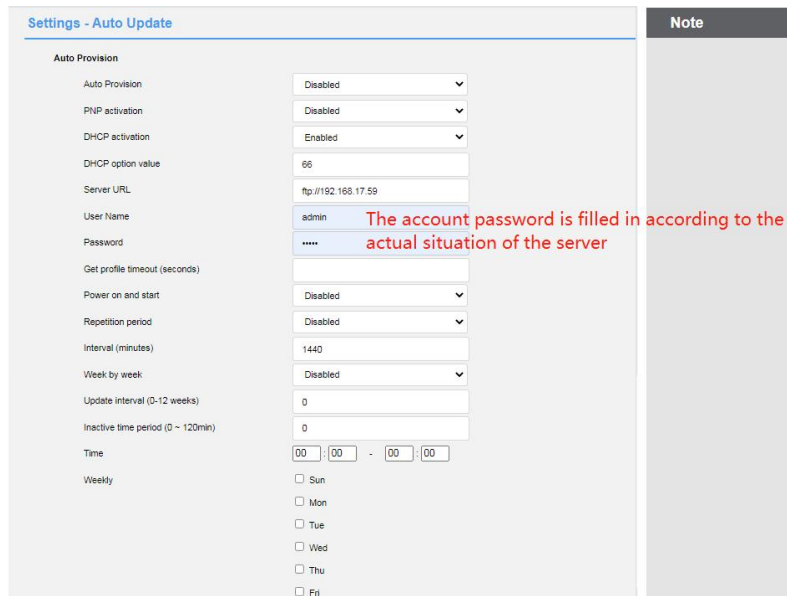 Settings - Auto Update
Note
Auto Provision
Auto Provision Disabled
PNP activation Disabled
DHCP activation Enabled
DHCP option value 66
Server URL ftp://192.168.17.59
User Name admin
The account password is filled in according to the
Password •••••
actual situation of the server
Get profile timeout (seconds)
Power on and start Disabled
Repetition period Disabled
Interval (minutes) 1440
Week by week Disabled
Update interval (0-12 weeks) 0
Inactive time period (0 ~ 120min) 0
Time 00 : 00 - 00 : 00
Weekly Sun
Mon
Tue
Wed
Thu
Fri